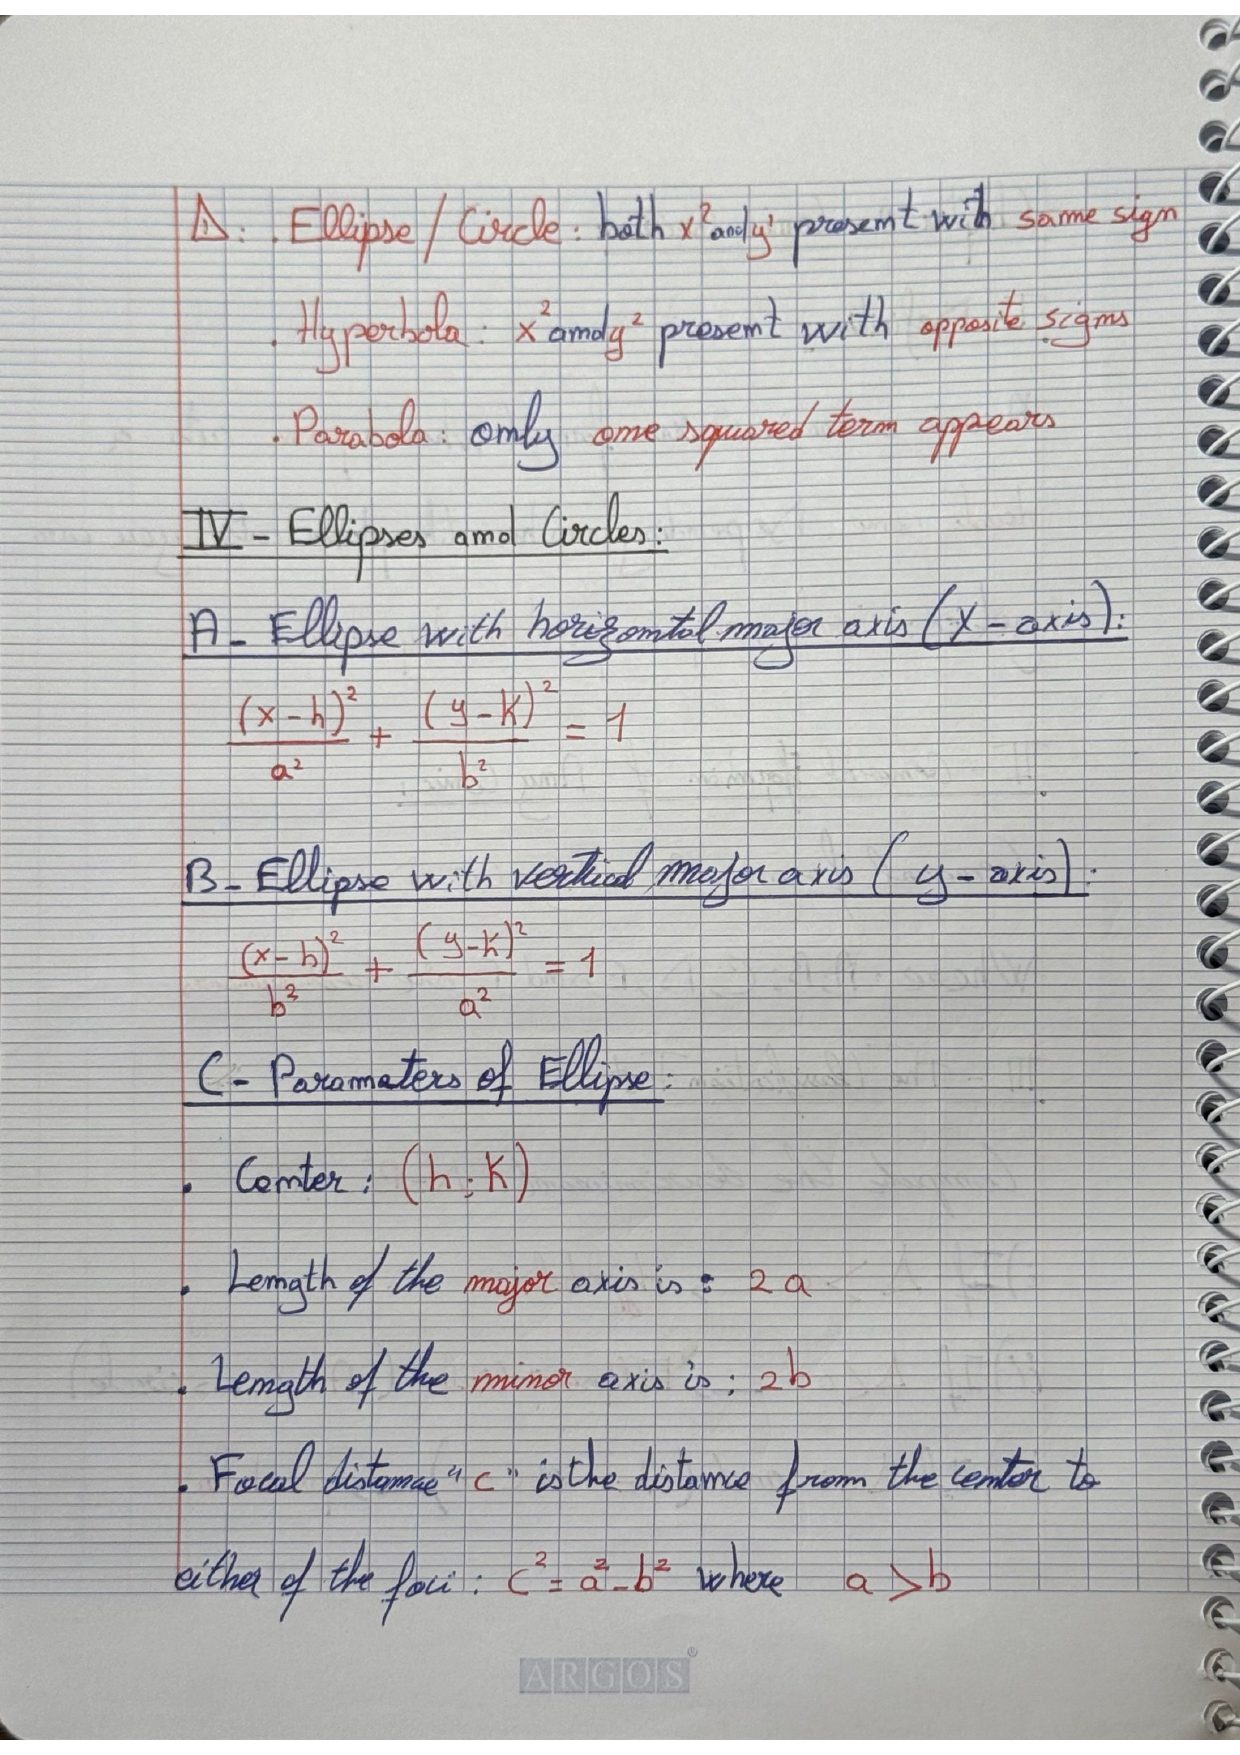 ⚠: . Ellipse / Circle : both x² and y² present with same sign
. Hyperbola : x² and y² present with opposite signs
. Parabola : only one squared term appears
IV - Ellipses and Circles :
A - Ellipse with horizontal major axis (X - axis) :
(x - h)² / a² + (y - k)² / b² = 1
B - Ellipse with vertical major axis (y - axis) :
(x - h)² / b² + (y - k)² / a² = 1
C - Paramaters of Ellipse :
. Center : (h ; k)
. Length of the major axis is : 2a
. Length of the minor axis is : 2b
. Focal distance "c" is the distance from the center to
either of the foci : c² = a² - b² where a > b
ARGOS®